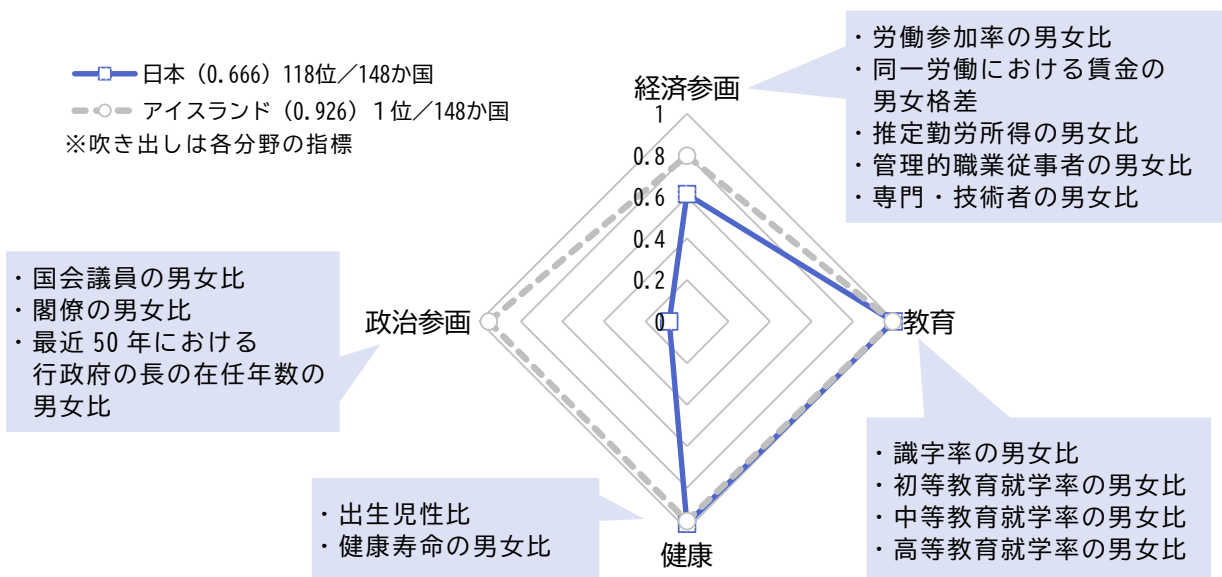 日本（0.666）118位／148か国
アイスランド（0.926）１位／148か国
※吹き出しは各分野の指標
経済参画
1
0.8
0.6
0.4
0.2
0
・労働参加率の男女比
・同一労働における賃金の
男女格差
・推定勤労所得の男女比
・管理的職業従事者の男女比
・専門・技術者の男女比
・国会議員の男女比
・閣僚の男女比
・最近 50 年における
行政府の長の在任年数の
男女比
政治参画
教育
・識字率の男女比
・初等教育就学率の男女比
・中等教育就学率の男女比
・高等教育就学率の男女比
・出生児性比
・健康寿命の男女比
健康